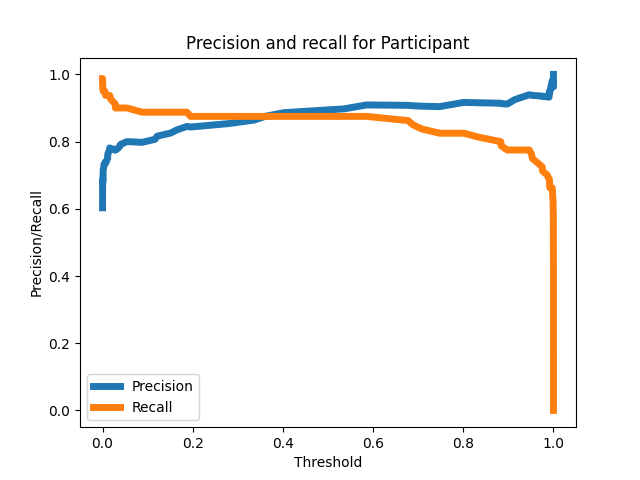 Precision and recall for Participant
Precision/Recall
1.0
0.8
0.6
0.4
0.2
0.0
Precision
Recall
0.0 0.2 0.4 0.6 0.8 1.0
Threshold